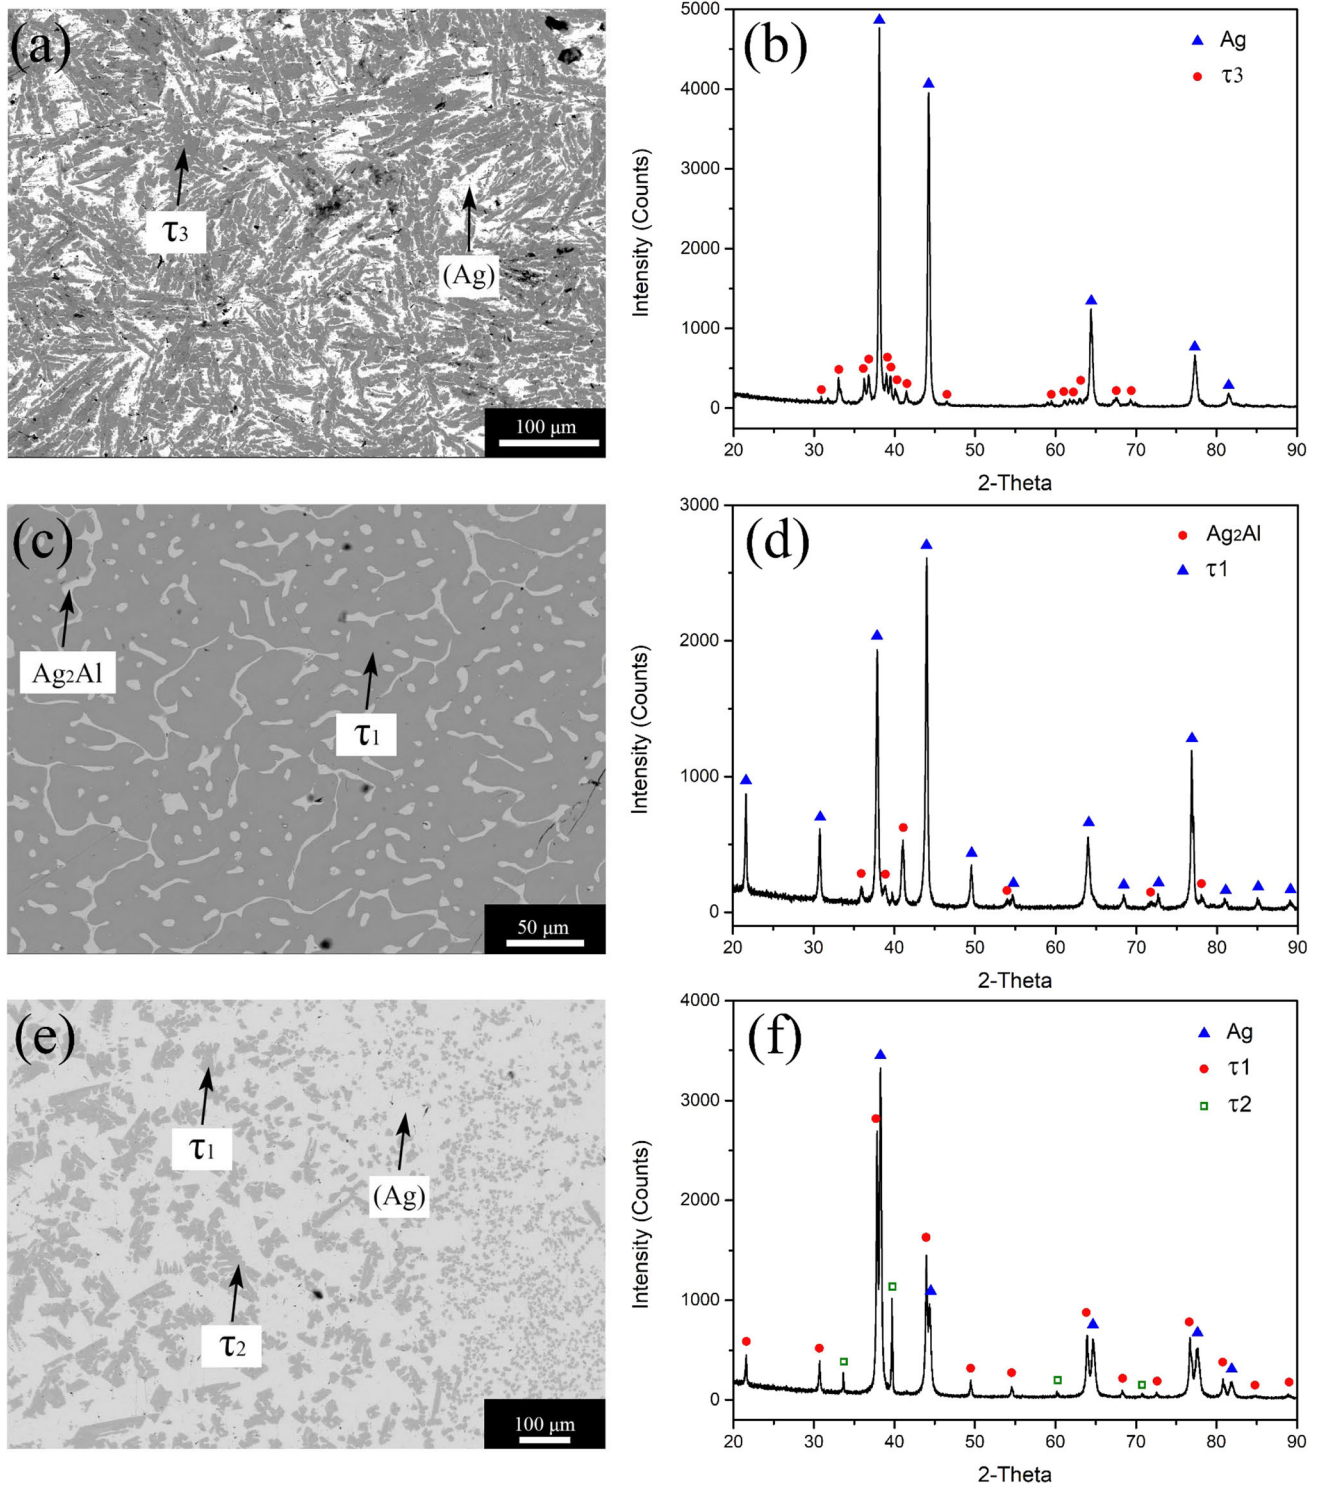 (a)
τ3
(Ag)
100 μm
(b)
Ag
τ3
Intensity (Counts)
5000
4000
3000
2000
1000
0
20 30 40 50 60 70 80 90
2-Theta
(c)
Ag2Al
τ1
50 μm
(d)
Ag2Al
τ1
Intensity (Counts)
3000
2000
1000
0
20 30 40 50 60 70 80 90
2-Theta
(e)
τ1
(Ag)
τ2
100 μm
(f)
Ag
τ1
τ2
Intensity (Counts)
4000
3000
2000
1000
0
20 30 40 50 60 70 80 90
2-Theta